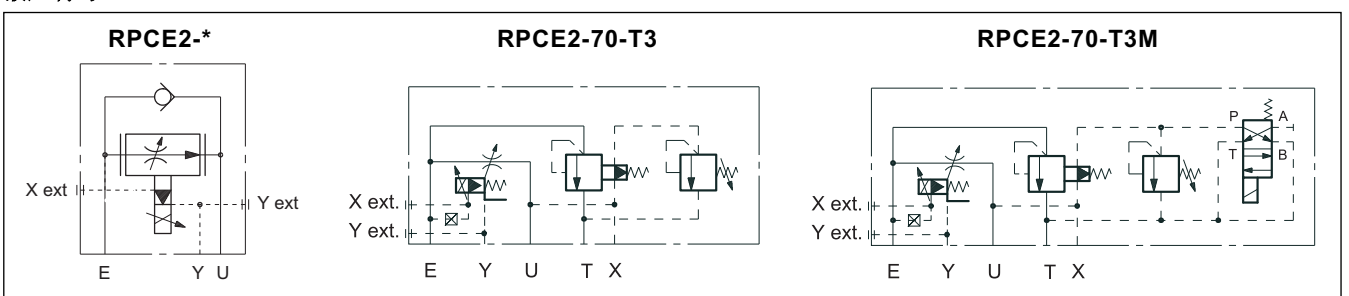 RPCE2-*
RPCE2-70-T3
RPCE2-70-T3M
X ext
Y ext
E
Y U
X ext.
Y ext.
E
Y
U
T X
P
A
T
B
X ext.
Y ext.
E
Y
U
T X